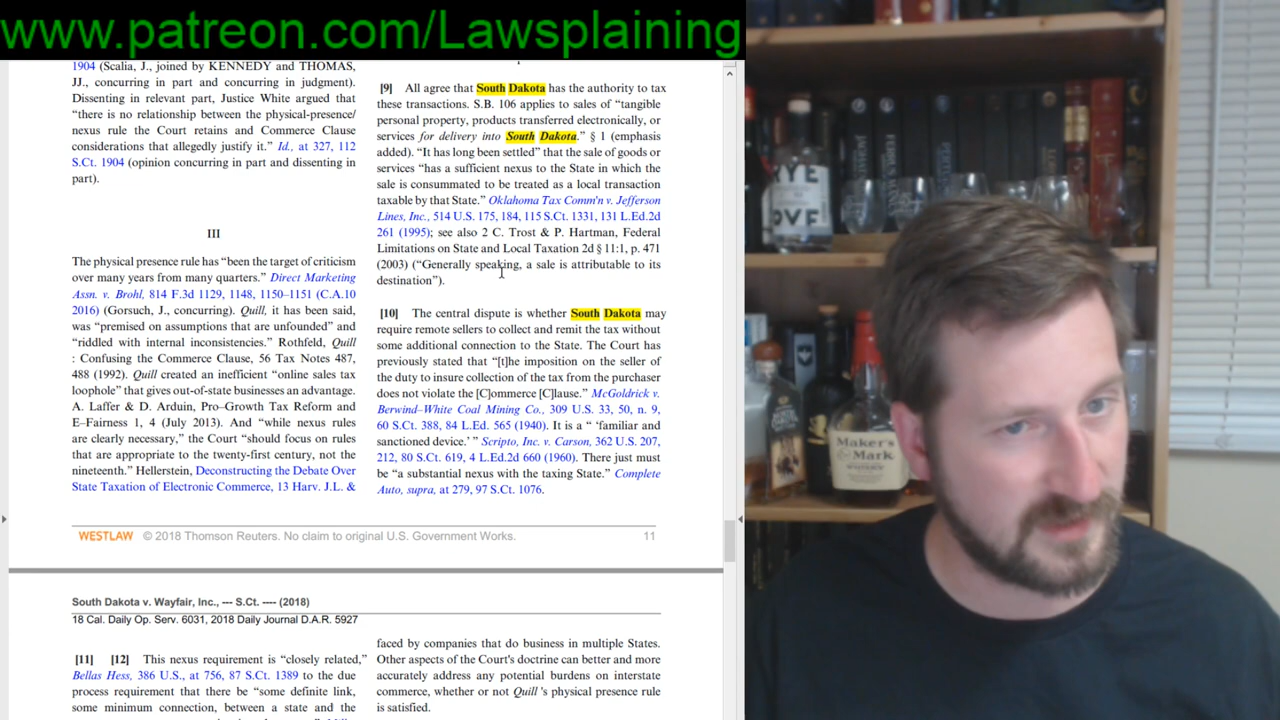 www.patreon.com/Lawsplaining
1904 (Scalia, J., joined by KENNEDY and THOMAS,
JJ., concurring in part and concurring in judgment).
Dissenting in relevant part, Justice White argued that
“there is no relationship between the physical-presence/
nexus rule the Court retains and Commerce Clause
considerations that allegedly justify it.” Id., at 327, 112
S.Ct. 1904 (opinion concurring in part and dissenting in
part).
III
The physical presence rule has “been the target of criticism
over many years from many quarters.” Direct Marketing
Assn. v. Brohl, 814 F.3d 1129, 1148, 1150–1151 (C.A.10
2016) (Gorsuch, J., concurring). Quill, it has been said,
was “premised on assumptions that are unfounded” and
“riddled with internal inconsistencies.” Rothfeld, Quill
: Confusing the Commerce Clause, 56 Tax Notes 487,
488 (1992). Quill created an inefficient “online sales tax
loophole” that gives out-of-state businesses an advantage.
A. Laffer & D. Arduin, Pro–Growth Tax Reform and
E–Fairness 1, 4 (July 2013). And “while nexus rules
are clearly necessary,” the Court “should focus on rules
that are appropriate to the twenty-first century, not the
nineteenth.” Hellerstein, Deconstructing the Debate Over
State Taxation of Electronic Commerce, 13 Harv. J.L. &
[9] All agree that South Dakota has the authority to tax
these transactions. S.B. 106 applies to sales of “tangible
personal property, products transferred electronically, or
services for delivery into South Dakota.” § 1 (emphasis
added). “It has long been settled” that the sale of goods or
services “has a sufficient nexus to the State in which the
sale is consummated to be treated as a local transaction
taxable by that State.” Oklahoma Tax Comm'n v. Jefferson
Lines, Inc., 514 U.S. 175, 184, 115 S.Ct. 1331, 131 L.Ed.2d
261 (1995); see also 2 C. Trost & P. Hartman, Federal
Limitations on State and Local Taxation 2d § 11:1, p. 471
(2003) (“Generally speaking, a sale is attributable to its
destination”).
[10] The central dispute is whether South Dakota may
require remote sellers to collect and remit the tax without
some additional connection to the State. The Court has
previously stated that “[t]he imposition on the seller of
the duty to insure collection of the tax from the purchaser
does not violate the [C]ommerce [C]lause.” McGoldrick v.
Berwind–White Coal Mining Co., 309 U.S. 33, 50, n. 9,
60 S.Ct. 388, 84 L.Ed. 565 (1940). It is a “ ‘familiar and
sanctioned device.’ ” Scripto, Inc. v. Carson, 362 U.S. 207,
212, 80 S.Ct. 619, 4 L.Ed.2d 660 (1960). There just must
be “a substantial nexus with the taxing State.” Complete
Auto, supra, at 279, 97 S.Ct. 1076.
WESTLAW © 2018 Thomson Reuters. No claim to original U.S. Government Works. 11
South Dakota v. Wayfair, Inc., --- S.Ct. ---- (2018)
18 Cal. Daily Op. Serv. 6031, 2018 Daily Journal D.A.R. 5927
[11] [12] This nexus requirement is “closely related,”
Bellas Hess, 386 U.S., at 756, 87 S.Ct. 1389 to the due
process requirement that there be “some definite link,
some minimum connection, between a state and the
faced by companies that do business in multiple States.
Other aspects of the Court's doctrine can better and more
accurately address any potential burdens on interstate
commerce, whether or not Quill 's physical presence rule
is satisfied.
RYE
Maker's
Mark